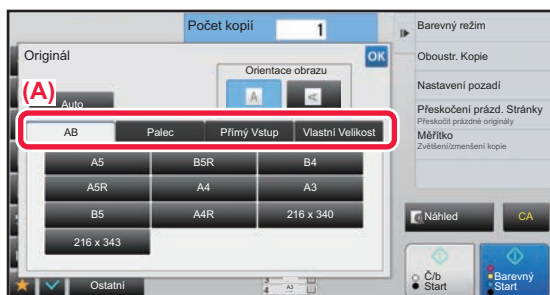 Počet kopií
1
Originál
OK
Orientace obrazu
A
A
(A)
Auto
AB
Palec
Přímý Vstup
Vlastní Velikost
A5
B5R
B4
A5R
A4
A3
B5
A4R
216 x 340
216 x 343
Ostatní
A3
4
Barevný režim
Oboustr. Kopie
Nastavení pozadí
Přeskočení prázd. Stránky
Přeskočit prázdné originály
Měřítko
Zvětšení/zmenšení kopie
Náhled
CA
Č/b
Start
Barevný
Start